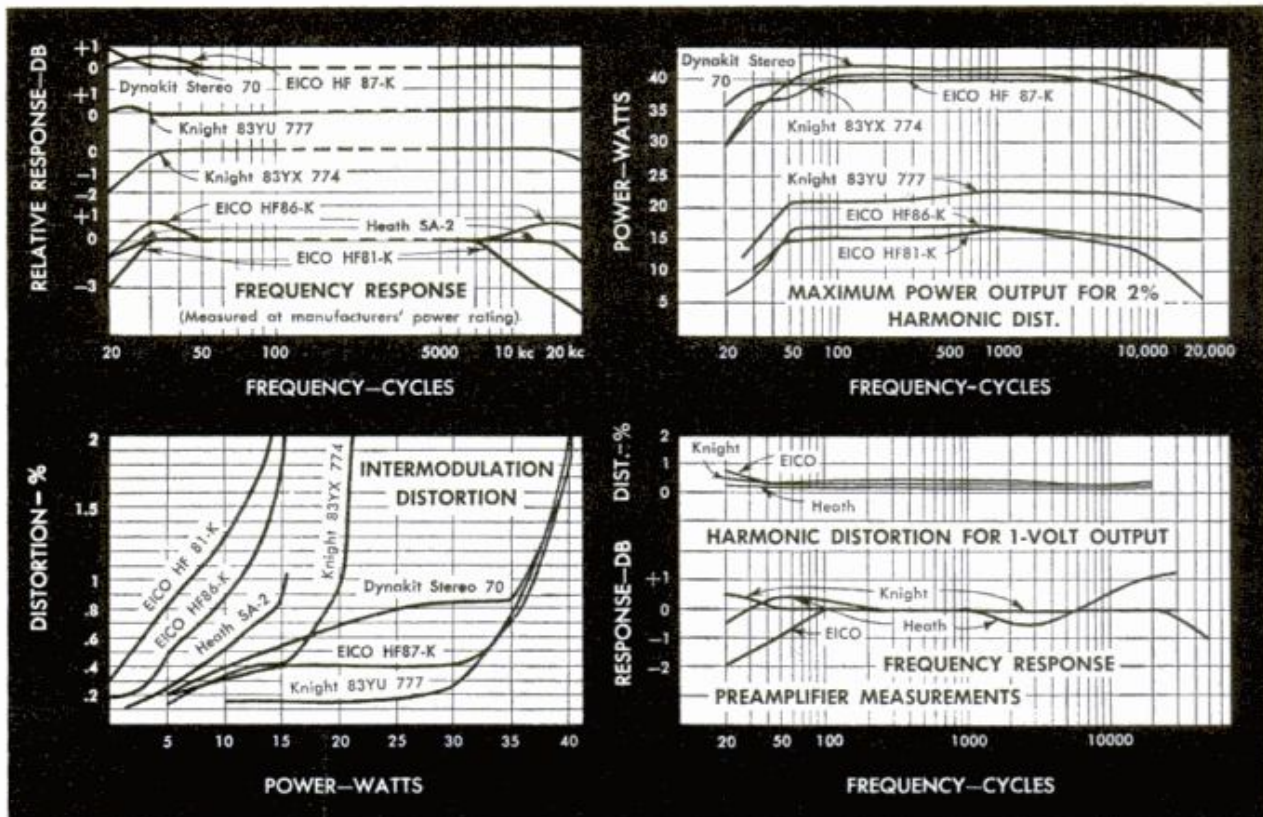 +1
0
+1
0
0
-1
-2
+1
0
-3
RELATIVE RESPONSE—DB
Dynakit Stereo 70
EICO HF 87-K
Knight 83YU 777
Knight 83YX 774
EICO HF86-K
Heath SA-2
EICO HF81-K
FREQUENCY RESPONSE
(Measured at manufacturers' power rating)
20 50 100 5000 10 kc 20 kc
FREQUENCY—CYCLES
40
35
30
25
20
15
10
5
POWER—WATTS
Dynakit Stereo
70
EICO HF 87-K
Knight 83YX 774
Knight 83YU 777
EICO HF86-K
EICO HF81-K
MAXIMUM POWER OUTPUT FOR 2%
HARMONIC DIST.
20 50 100 500 1000 10,000 20,000
FREQUENCY-CYCLES
2
1.5
1
.8
.6
.4
.2
DISTORTION-%
EICO HF 81-K
EICO HF86-K
Heath SA-2
Knight 83YX 774
INTERMODULATION
DISTORTION
Dynakit Stereo 70
EICO HF87-K
Knight 83YU 777
5 10 15 20 25 30 35 40
POWER—WATTS
2
1
0
DIST.-%
Knight
EICO
Heath
HARMONIC DISTORTION FOR 1-VOLT OUTPUT
+1
0
-1
-2
RESPONSE—DB
Knight
Heath
EICO
FREQUENCY RESPONSE
PREAMPLIFIER MEASUREMENTS
20 50 100 1000 10000
FREQUENCY—CYCLES